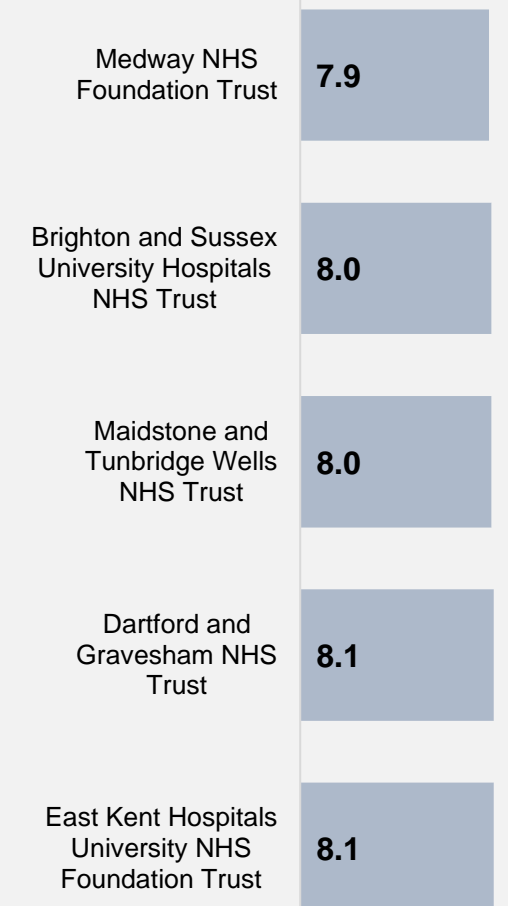 Medway NHS
Foundation Trust
7.9
Brighton and Sussex
University Hospitals
NHS Trust
8.0
Maidstone and
Tunbridge Wells
NHS Trust
8.0
Dartford and
Gravesham NHS
Trust
8.1
East Kent Hospitals
University NHS
Foundation Trust
8.1